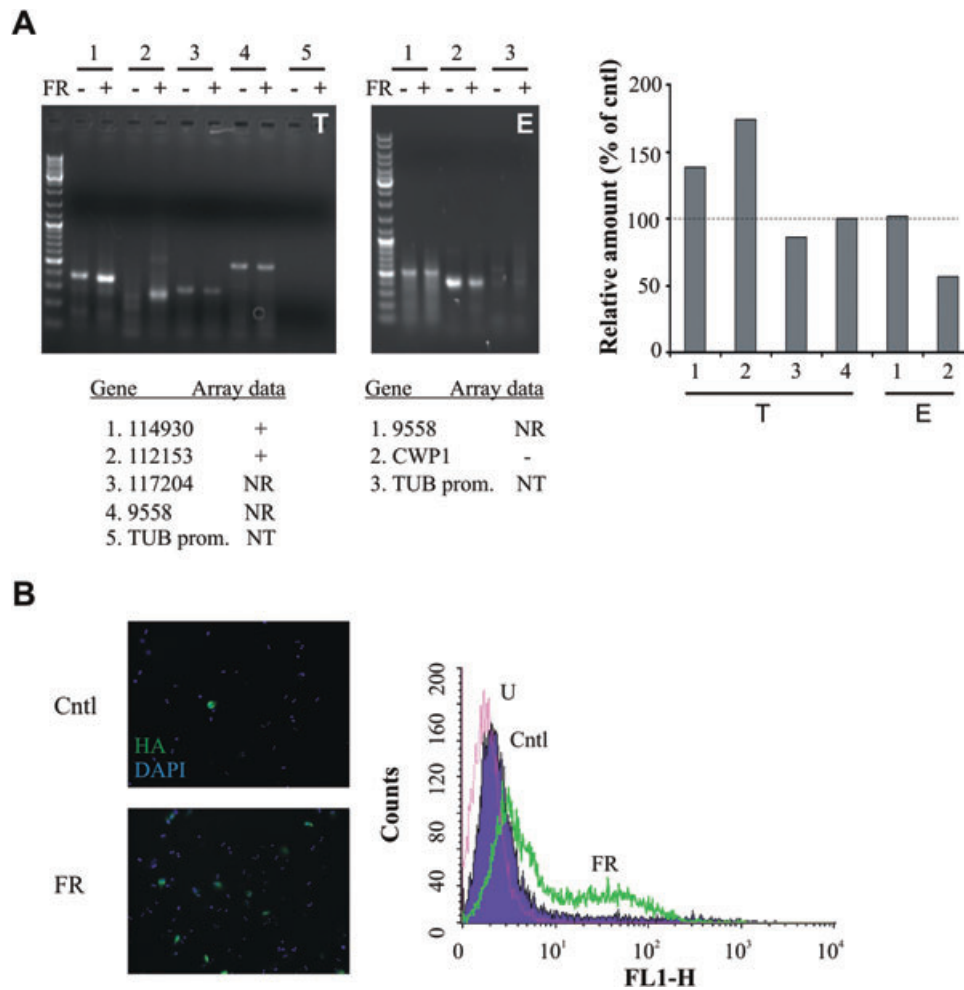 A
1 2 3 4 5
FR - + - + - + - + - +
T
1 2 3
FR - + - + - +
E
Gene Array data
1. 114930 +
2. 112153 +
3. 117204 NR
4. 9558 NR
5. TUB prom. NT
Gene Array data
1. 9558 NR
2. CWP1 -
3. TUB prom. NT
Relative amount (% of cntl)
200
150
100
50
0
1 2 3 4 1 2
T E
B
Cntl
HA
DAPI
FR
Counts
200
160
120
80
40
0
U
Cntl
FR
0 10¹ 10² 10³ 10⁴
FL1-H